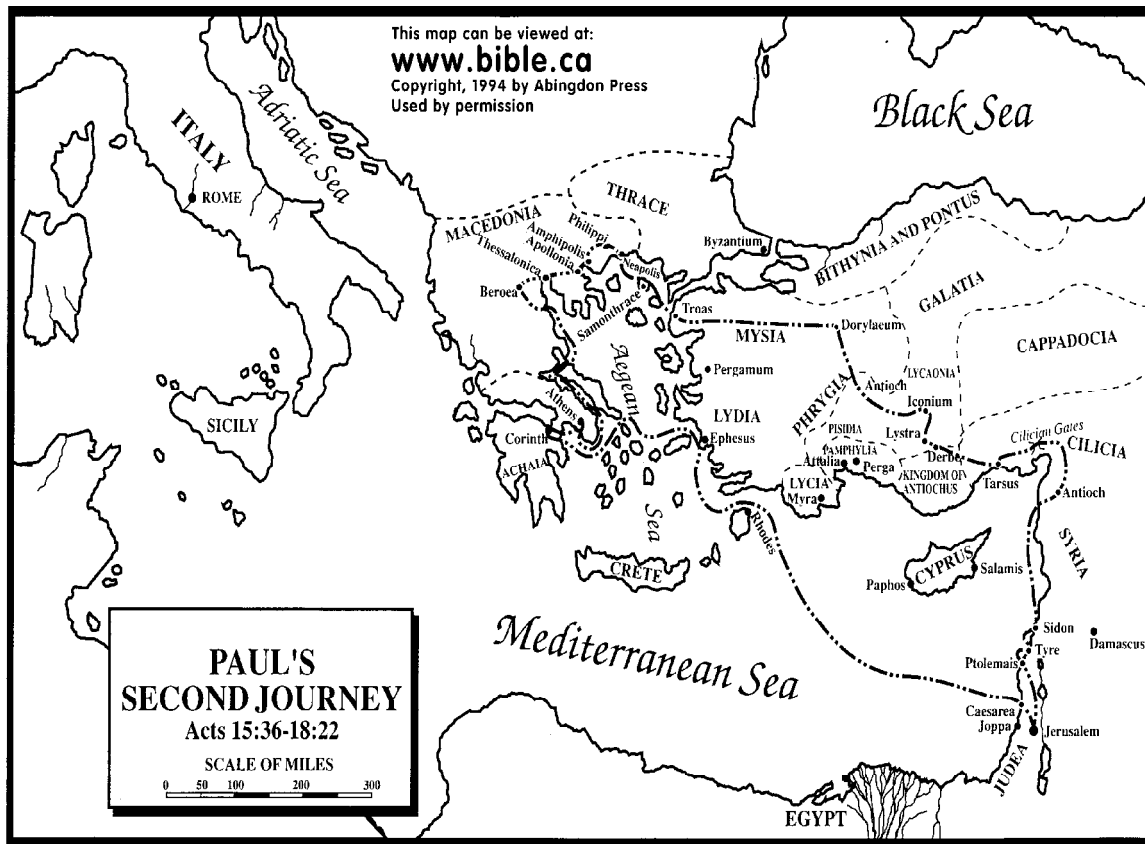 This map can be viewed at:
www.bible.ca
Copyright, 1994 by Abingdon Press
Used by permission
Black Sea
Adriatic Sea
ITALY
ROME
THRACE
MACEDONIA
Philippi
Amphipolis
Apollonia
Thessalonica
Neapolis
Byzantium
BITHYNIA AND PONTUS
Beroea
Samonthrace
Troas
GALATIA
MYSIA
Dorylaeum
CAPPADOCIA
Aegean
Sea
Pergamum
LYCAONIA
Antioch
PHRYGIA
Iconium
SICILY
Athens
LYDIA
PISIDIA
Lystra
Cilician Gates
CILICIA
Corinth
Ephesus
PAMPHYLIA
Derbe
ACHAIA
Attalia
Perga
KINGDOM OF
ANTIOCHUS
Tarsus
LYCIA
Myra
Antioch
Rhodes
SYRIA
CRETE
CYPRUS
Salamis
Paphos
Mediterranean Sea
Sidon
Damascus
Tyre
Ptolemais
Caesarea
Joppa
Jerusalem
JUDEA
EGYPT
PAUL'S
SECOND JOURNEY
Acts 15:36-18:22
SCALE OF MILES
0 50 100 200 300